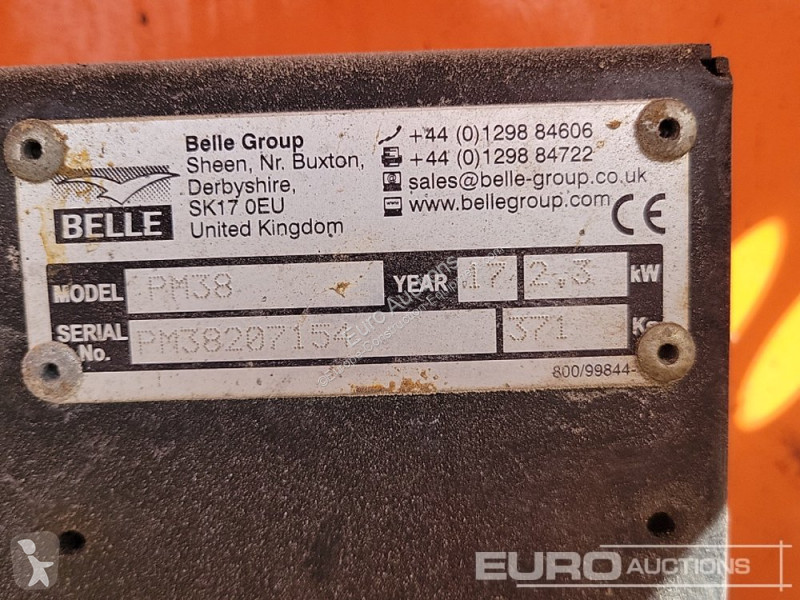 Belle Group
Sheen, Nr. Buxton,
Derbyshire,
SK17 0EU
United Kingdom
+44 (0)1298 84606
+44 (0)1298 84722
sales@belle-group.co.uk
www.bellegroup.com
CE
BELLE
MODEL PM38 YEAR 17 2.3 kW
SERIAL No. PM38207154 371
800/99844-
EURO AUCTIONS